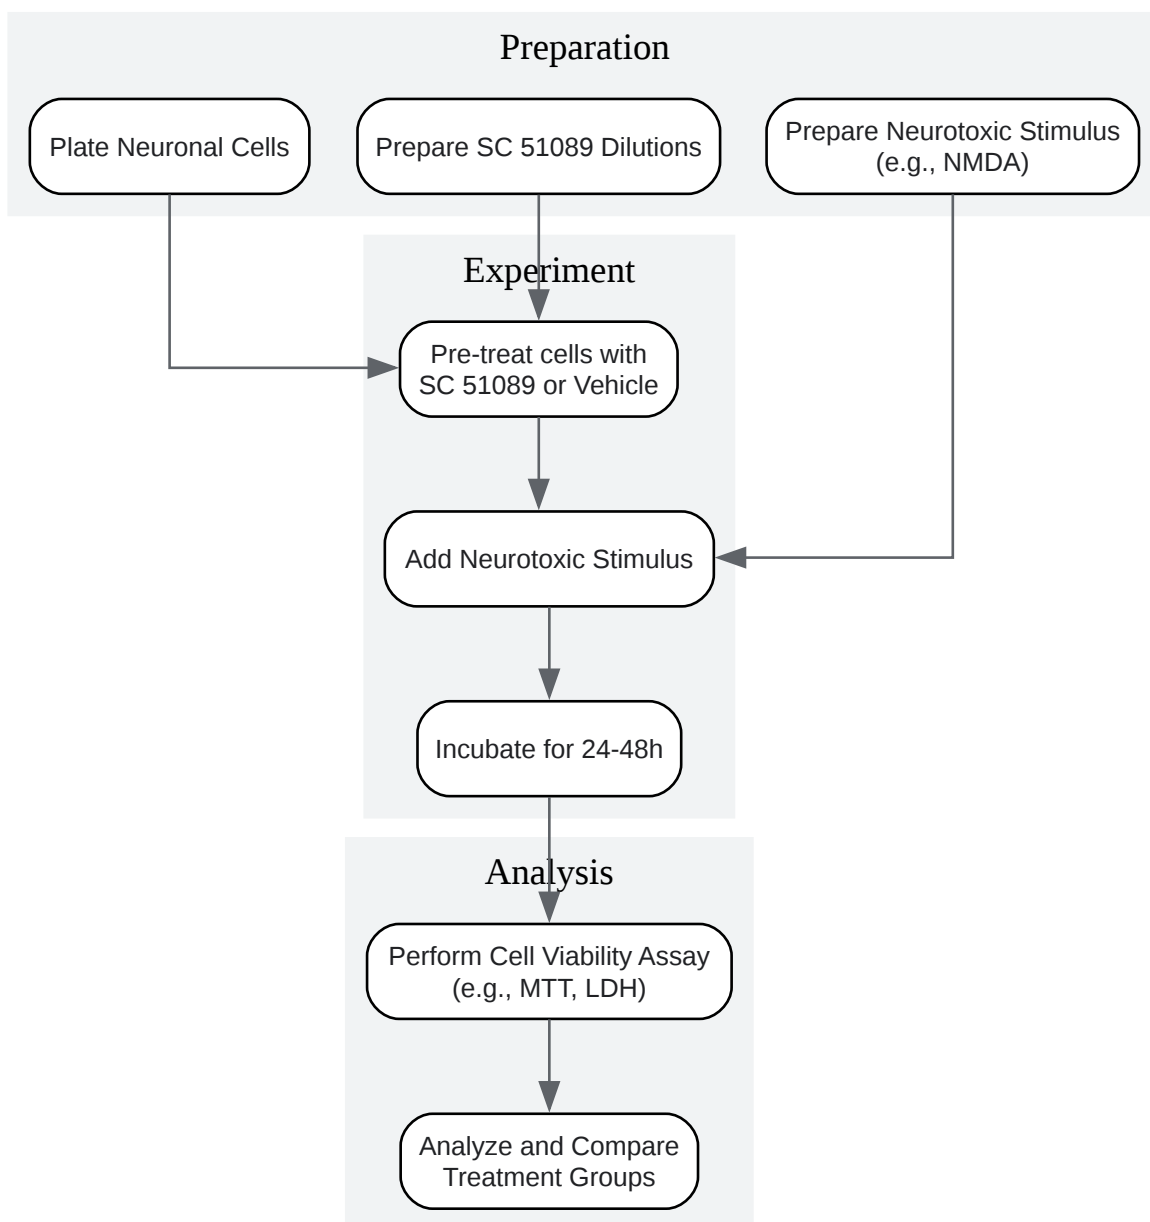 Preparation
Plate Neuronal Cells
Prepare SC 51089 Dilutions
Prepare Neurotoxic Stimulus
(e.g., NMDA)
Experiment
Pre-treat cells with
SC 51089 or Vehicle
Add Neurotoxic Stimulus
Incubate for 24-48h
Analysis
Perform Cell Viability Assay
(e.g., MTT, LDH)
Analyze and Compare
Treatment Groups